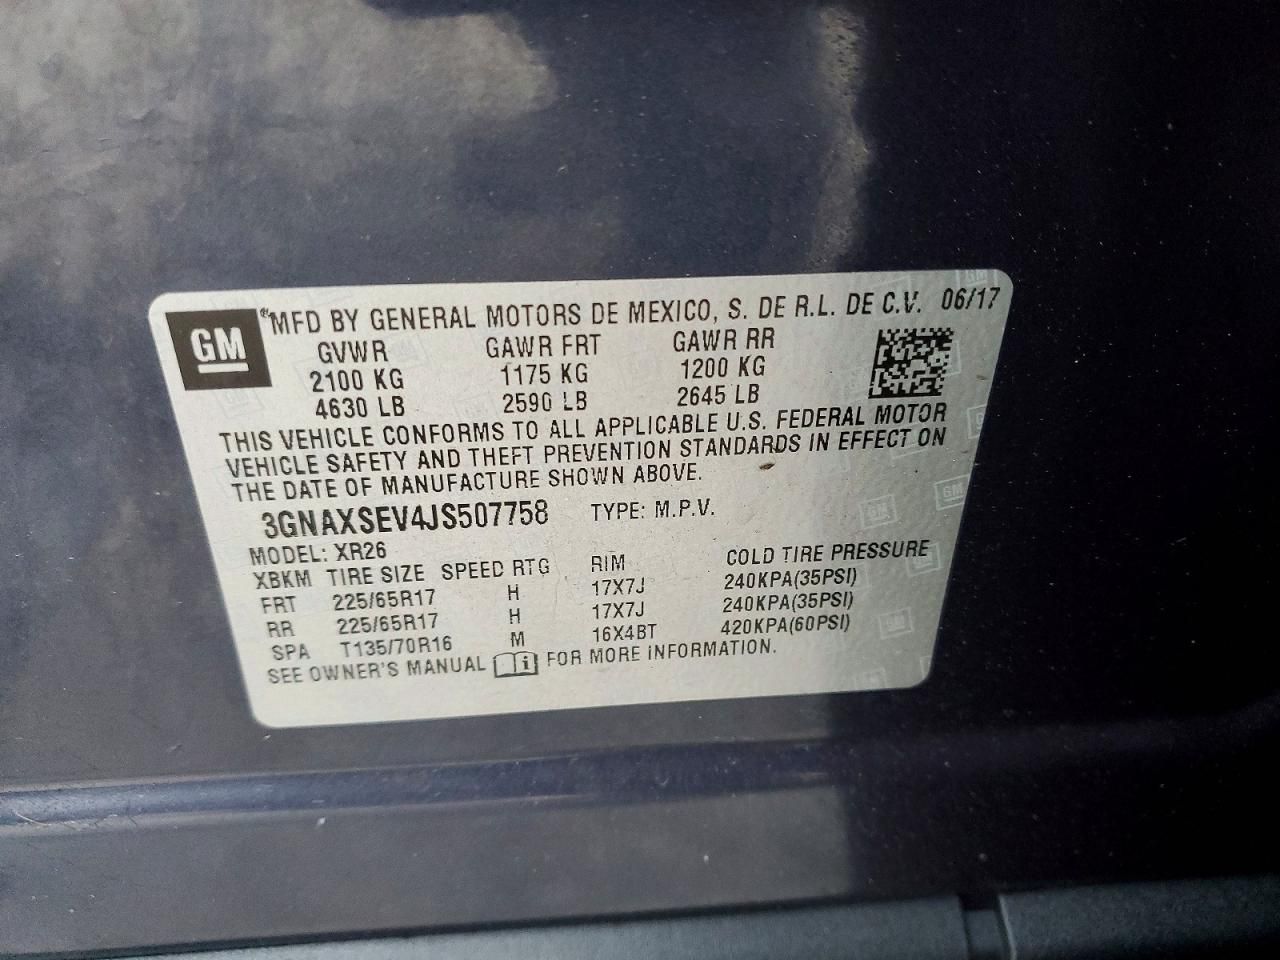 GM
®MFD BY GENERAL MOTORS DE MEXICO, S. DE R.L. DE C.V. 06/17
GVWR GAWR FRT GAWR RR
2100 KG 1175 KG 1200 KG
4630 LB 2590 LB 2645 LB
THIS VEHICLE CONFORMS TO ALL APPLICABLE U.S. FEDERAL MOTOR
VEHICLE SAFETY AND THEFT PREVENTION STANDARDS IN EFFECT ON
THE DATE OF MANUFACTURE SHOWN ABOVE.
3GNAXSEV4JS507758 TYPE: M.P.V.
MODEL: XR26
XBKM TIRE SIZE SPEED RTG RIM COLD TIRE PRESSURE
FRT 225/65R17 H 17X7J 240KPA(35PSI)
RR 225/65R17 H 17X7J 240KPA(35PSI)
SPA T135/70R16 M 16X4BT 420KPA(60PSI)
SEE OWNER'S MANUAL FOR MORE INFORMATION.